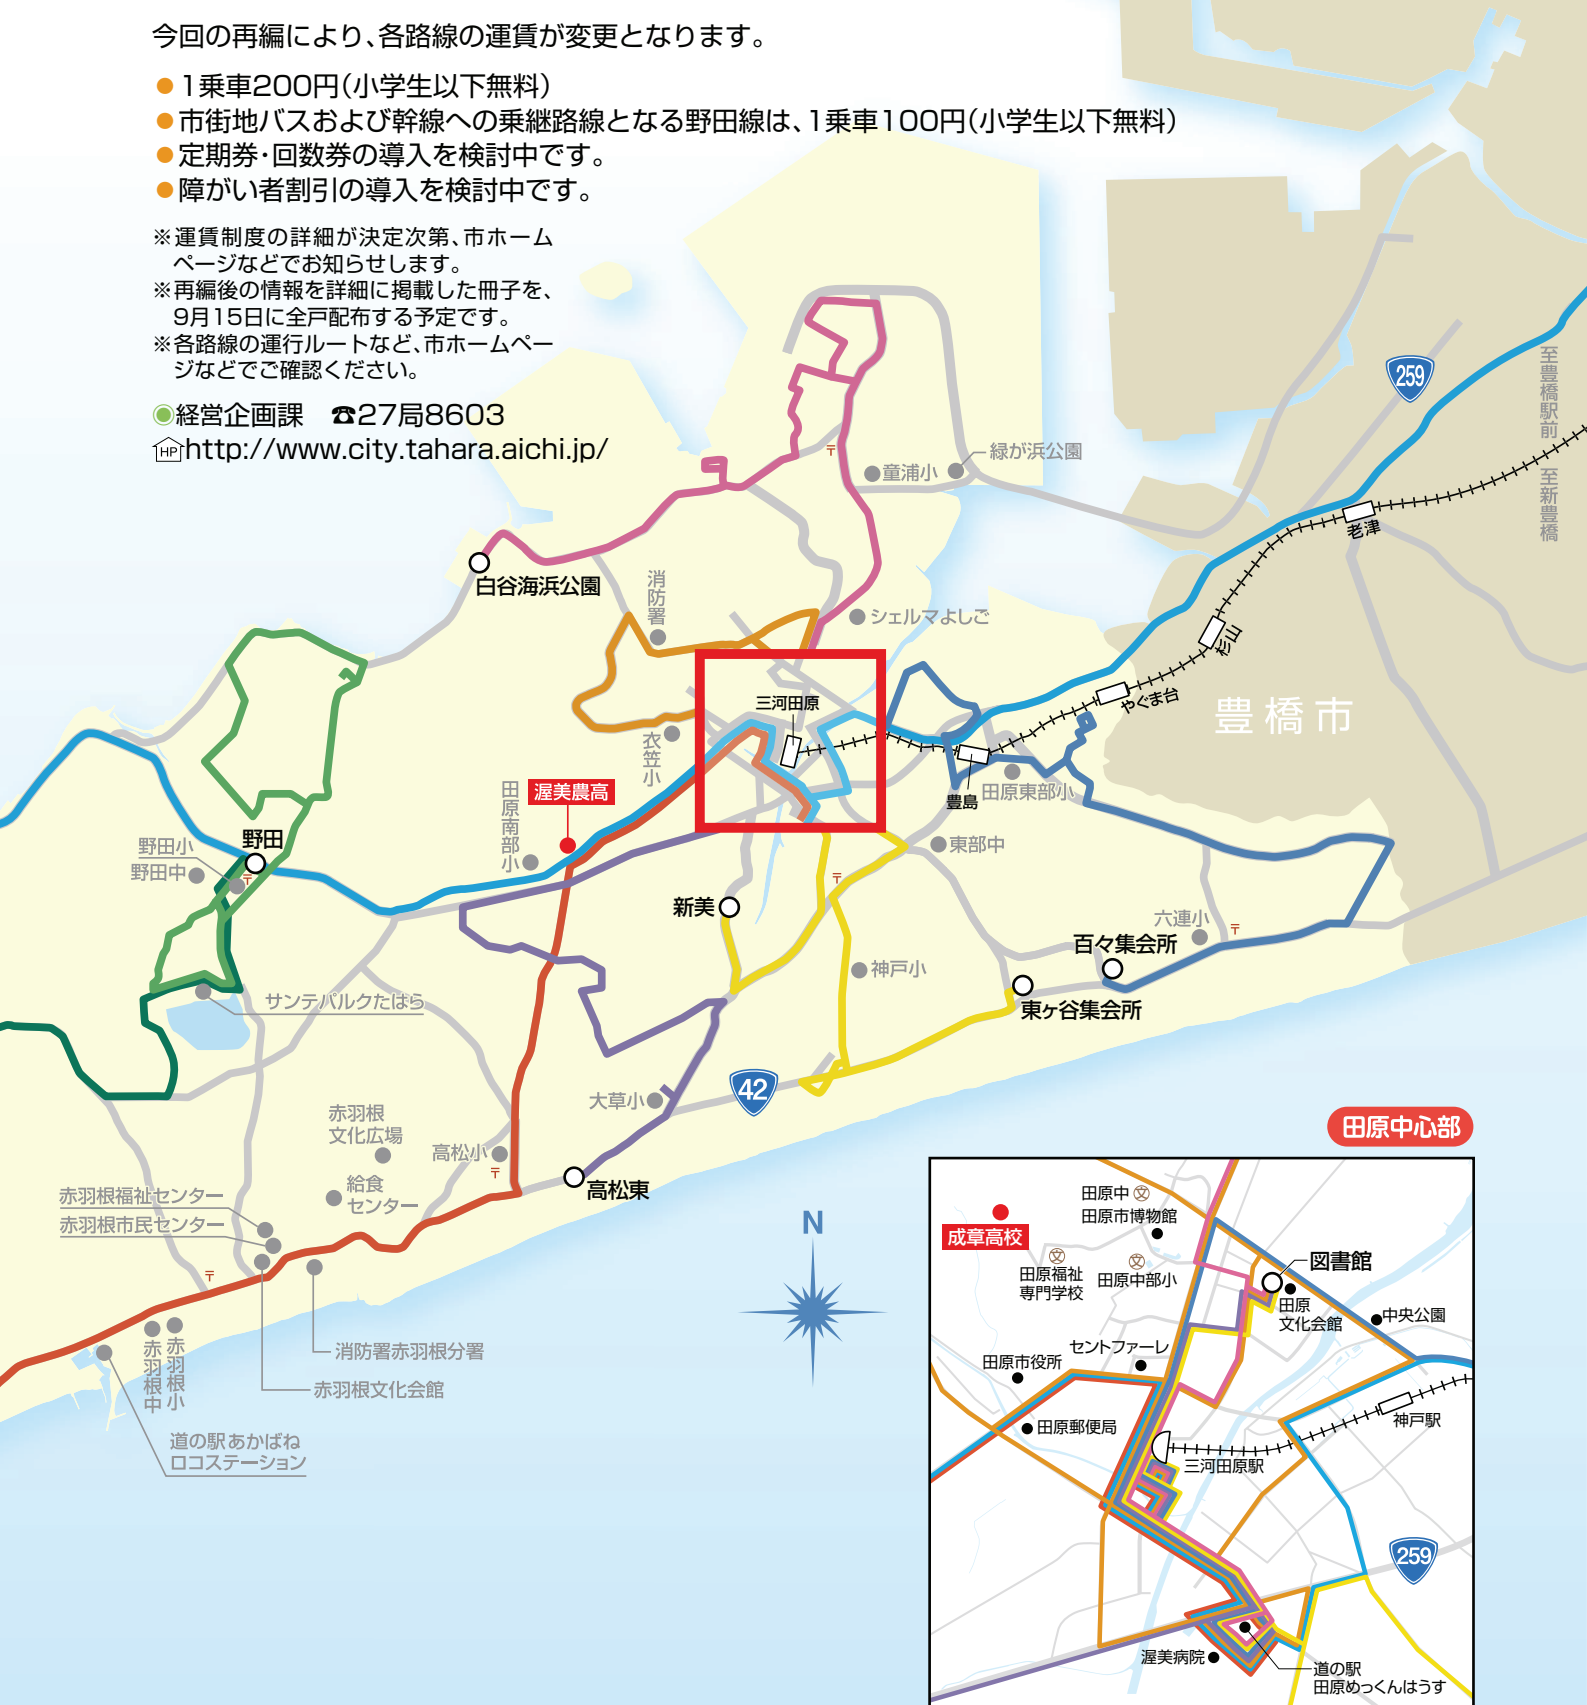 今回の再編により、各路線の運賃が変更となります。
●1乗車200円(小学生以下無料)
●市街地バスおよび幹線への乗継路線となる野田線は、1乗車100円(小学生以下無料)
●定期券・回数券の導入を検討中です。
●障がい者割引の導入を検討中です。
※運賃制度の詳細が決定次第、市ホーム
ページなどでお知らせします。
※再編後の情報を詳細に掲載した冊子を、
9月15日に全戸配布する予定です。
※各路線の運行ルートなど、市ホームペー
ジなどでご確認ください。
◉経営企画課 ☎27局8603
HP http://www.city.tahara.aichi.jp/
259
至豊橋駅前
至新豊橋
緑が浜公園
童浦小
〒
老津
杉山
やぐま台
豊橋市
白谷海浜公園
消防署
シェルマよしご
三河田原
衣笠小
田原南部小
渥美農高
豊島
田原東部小
東部中
野田小
野田中
野田
〒
〒
新美
六連小
〒
百々集会所
神戸小
東ヶ谷集会所
サンテパルクたはら
大草小
42
赤羽根
文化広場
高松小
〒
給食
センター
高松東
赤羽根福祉センター
赤羽根市民センター
〒
消防署赤羽根分署
赤羽根文化会館
赤羽根中
赤羽根小
道の駅あかばね
ロコステーション
N
田原中心部
田原中 文
田原市博物館
成章高校
文
田原福祉
専門学校
文
田原中部小
図書館
田原
文化会館
中央公園
セントファーレ
田原市役所
田原郵便局
神戸駅
三河田原駅
259
渥美病院
道の駅
田原めっくんはうす